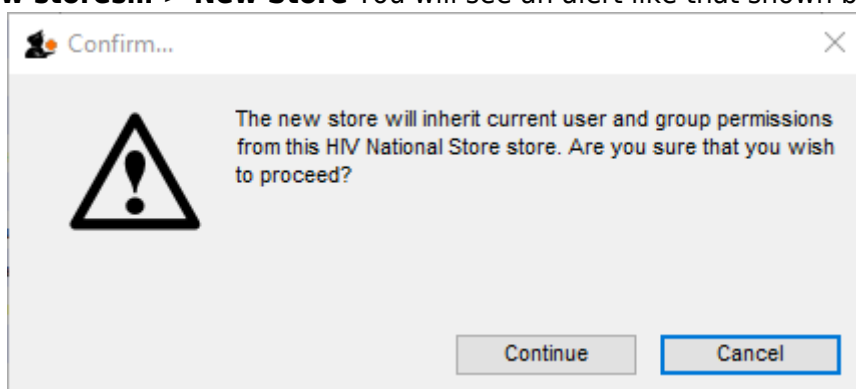 w stores... > New Store You will see an alert like that shown b
Confirm...
The new store will inherit current user and group permissions
from this HIV National Store store. Are you sure that you wish
to proceed?
Continue
Cancel